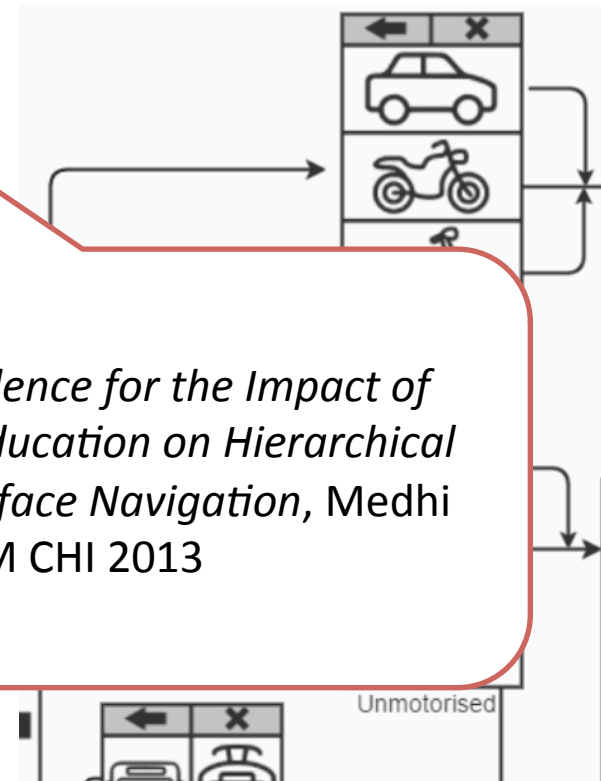 dence for the Impact of
ducation on Hierarchical
face Navigation, Medhi
M CHI 2013
Unmotorised